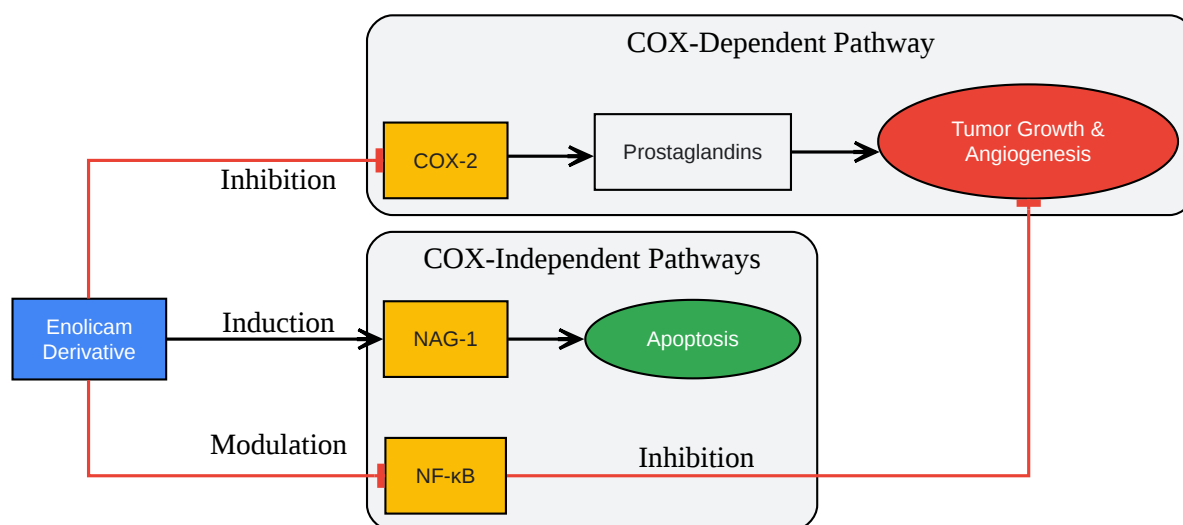 COX-Dependent Pathway
COX-2
Prostaglandins
Tumor Growth &
Angiogenesis
Inhibition
COX-Independent Pathways
Enolicam
Derivative
Induction
NAG-1
Apoptosis
Modulation
NF-κB
Inhibition